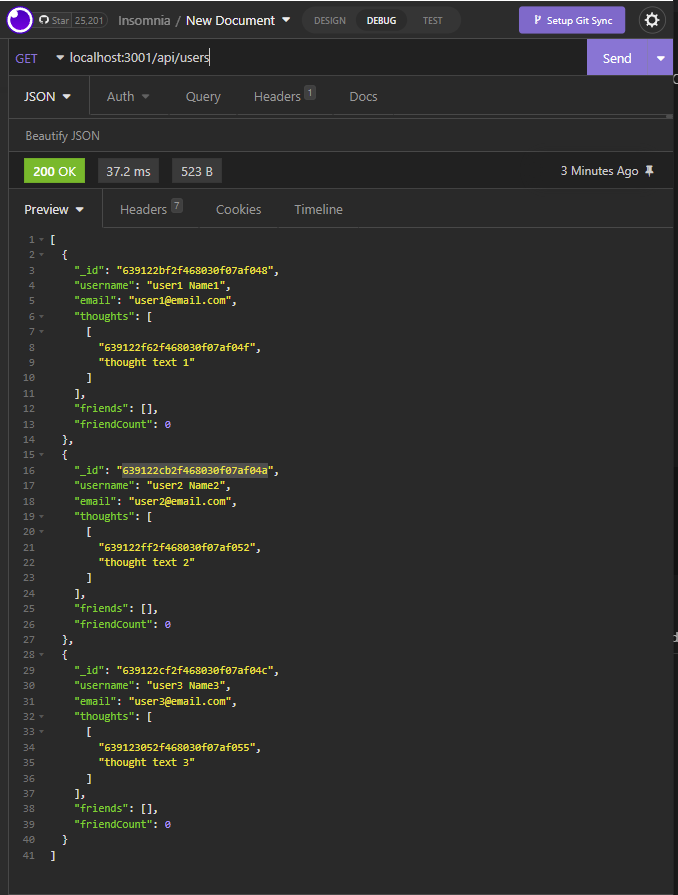 Star 25,201 Insomnia / New Document DESIGN DEBUG TEST Setup Git Sync
GET localhost:3001/api/users Send
JSON Auth Query Headers 1 Docs
Beautify JSON
200 OK 37.2 ms 523 B 3 Minutes Ago
Preview Headers 7 Cookies Timeline
1 [
2 {
3 "_id": "639122bf2f468030f07af048",
4 "username": "user1 Name1",
5 "email": "user1@email.com",
6 "thoughts": [
7 [
8 "639122f62f468030f07af04f",
9 "thought text 1"
10 ]
11 ],
12 "friends": [],
13 "friendCount": 0
14 },
15 {
16 "_id": "639122cb2f468030f07af04a",
17 "username": "user2 Name2",
18 "email": "user2@email.com",
19 "thoughts": [
20 [
21 "639122ff2f468030f07af052",
22 "thought text 2"
23 ]
24 ],
25 "friends": [],
26 "friendCount": 0
27 },
28 {
29 "_id": "639122cf2f468030f07af04c",
30 "username": "user3 Name3",
31 "email": "user3@email.com",
32 "thoughts": [
33 [
34 "639123052f468030f07af055",
35 "thought text 3"
36 ]
37 ],
38 "friends": [],
39 "friendCount": 0
40 }
41 ]